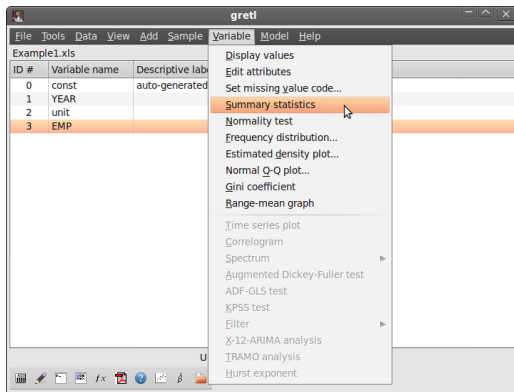 gretl
File Tools Data View Add Sample Variable Model Help
Example1.xls
ID # Variable name Descriptive lab
0 const auto-generated
1 YEAR
2 unit
3 EMP
Display values
Edit attributes
Set missing value code...
Summary statistics
Normality test
Frequency distribution...
Estimated density plot...
Normal Q-Q plot...
Gini coefficient
Range-mean graph
Time series plot
Correlogram
Spectrum
Augmented Dickey-Fuller test
ADF-GLS test
KPSS test
Filter
X-12-ARIMA analysis
TRAMO analysis
Hurst exponent
U
fx β̂